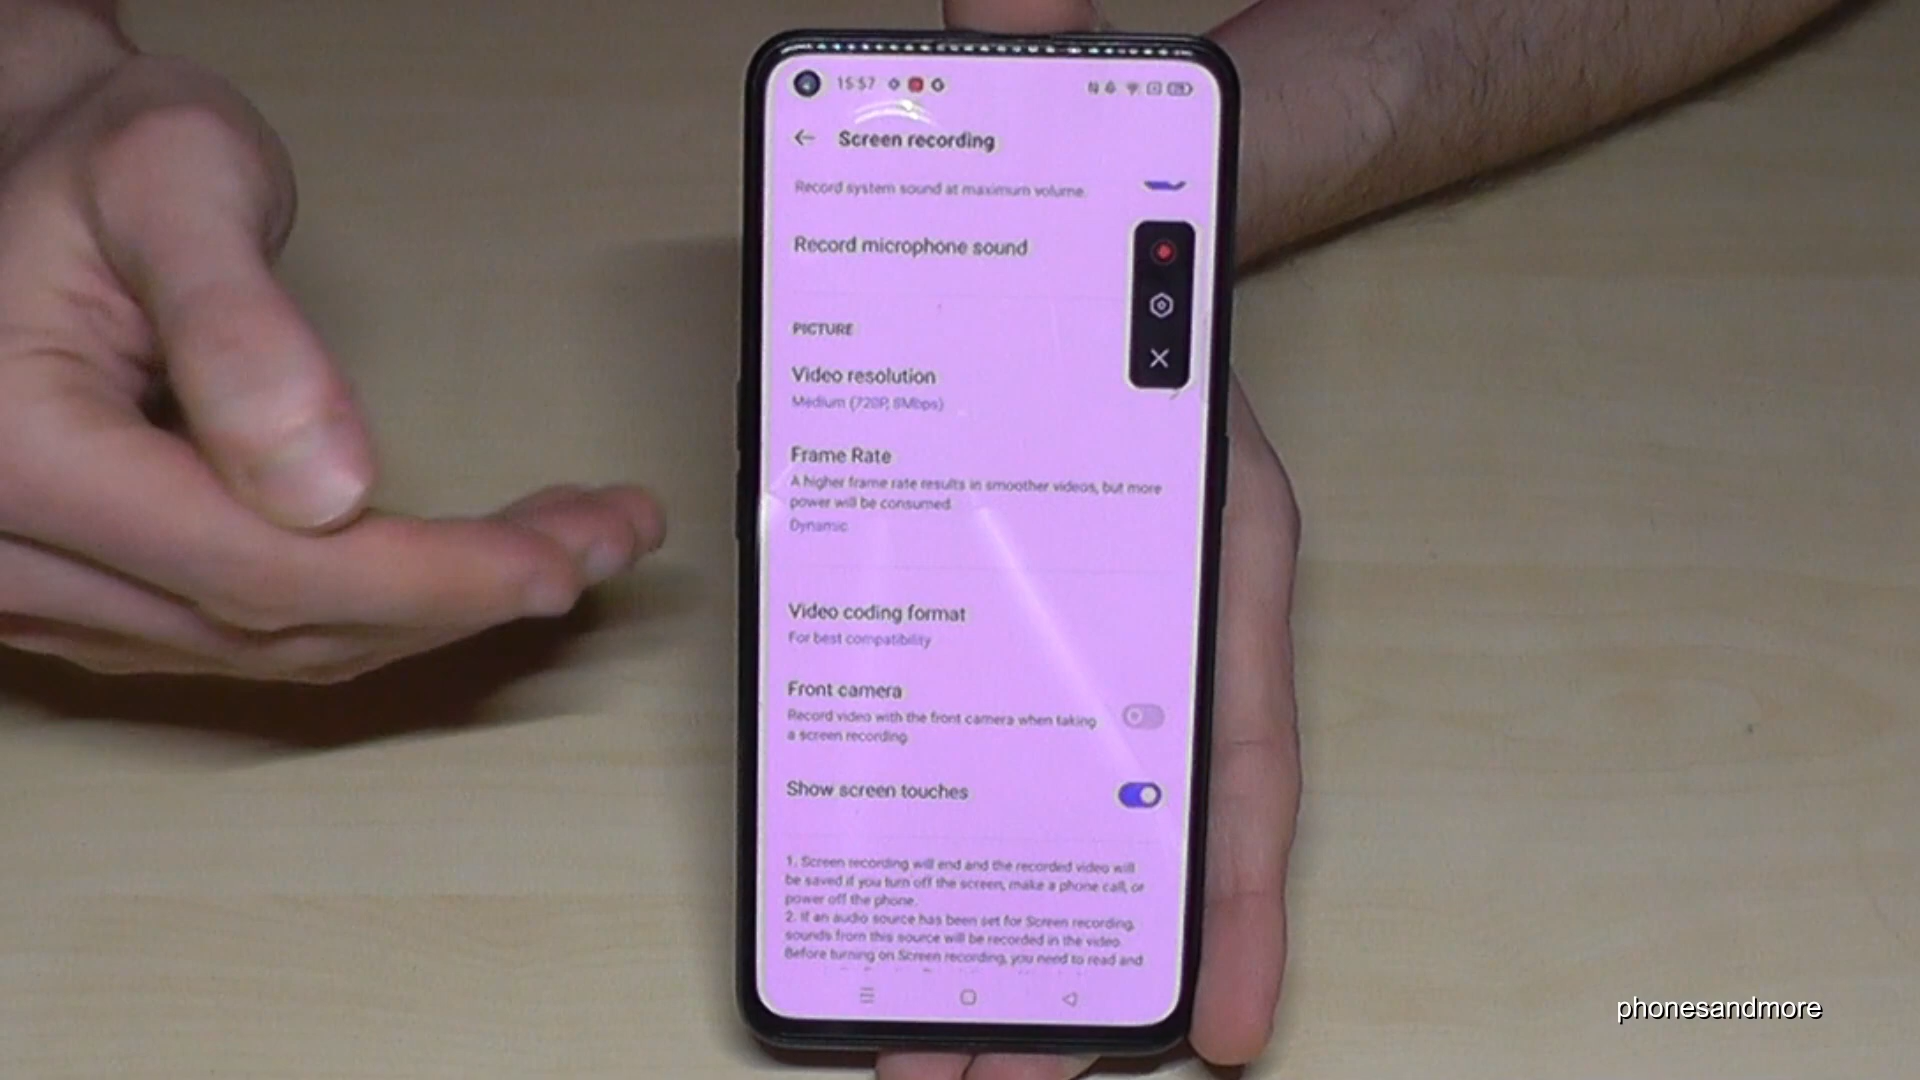 15:57
Screen recording
Record system sound at maximum volume.
Record microphone sound
PICTURE
Video resolution
Medium (720P, 8Mbps)
Frame Rate
A higher frame rate results in smoother videos, but more
power will be consumed.
Dynamic
Video coding format
For best compatibility
Front camera
Record video with the front camera when taking
a screen recording
Show screen touches
1. Screen recording will end and the recorded video will
be saved if you turn off the screen, make a phone call, or
power off the phone.
2. If an audio source has been set for Screen recording,
sounds from this source will be recorded in the video.
Before turning on Screen recording, you need to read and
phonesandmore